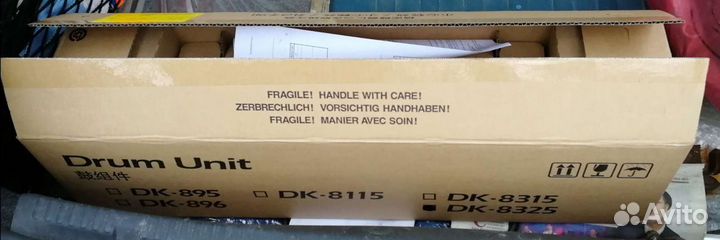 FRAGILE! HANDLE WITH CARE!
ZERBRECHLICH! VORSICHTIG HANDHABEN!
FRAGILE! MANIER AVEC SOIN!
Drum Unit
鼓组件
DK-895 DK-8115 DK-8315
DK-896 DK-8325
Avito